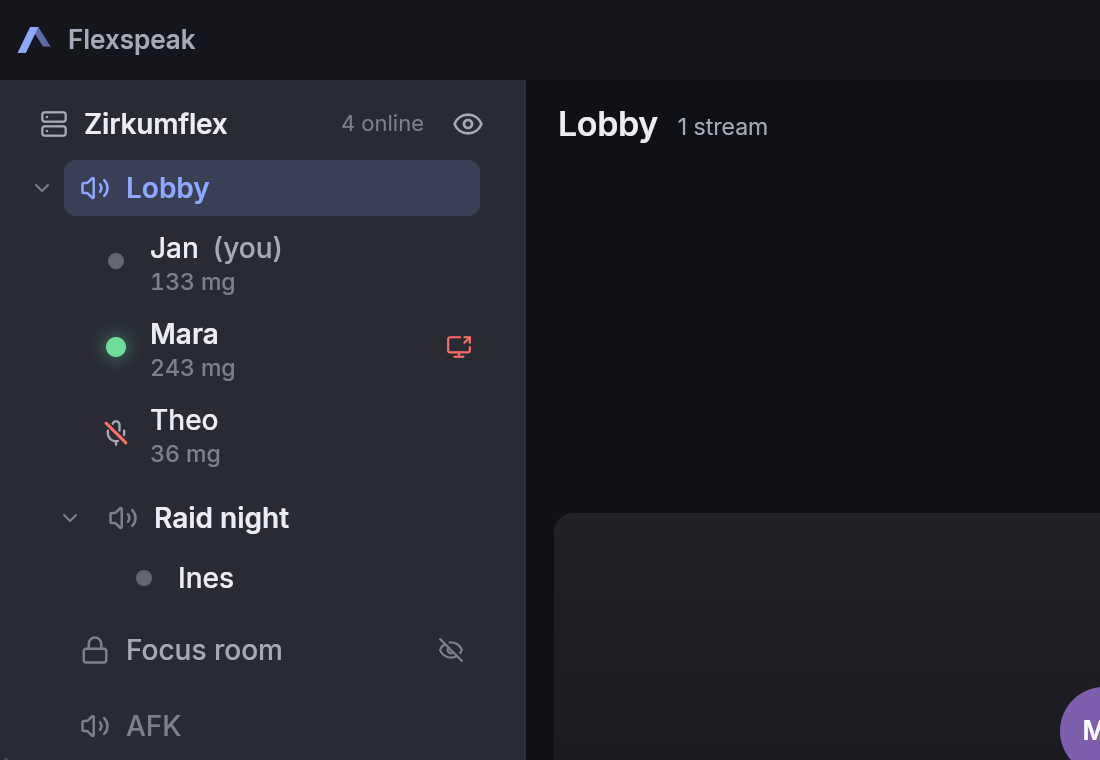 Flexspeak
Zirkumflex 4 online
Lobby
Jan (you)
133 mg
Mara
243 mg
Theo
36 mg
Raid night
Ines
Focus room
AFK
Lobby 1 stream
M